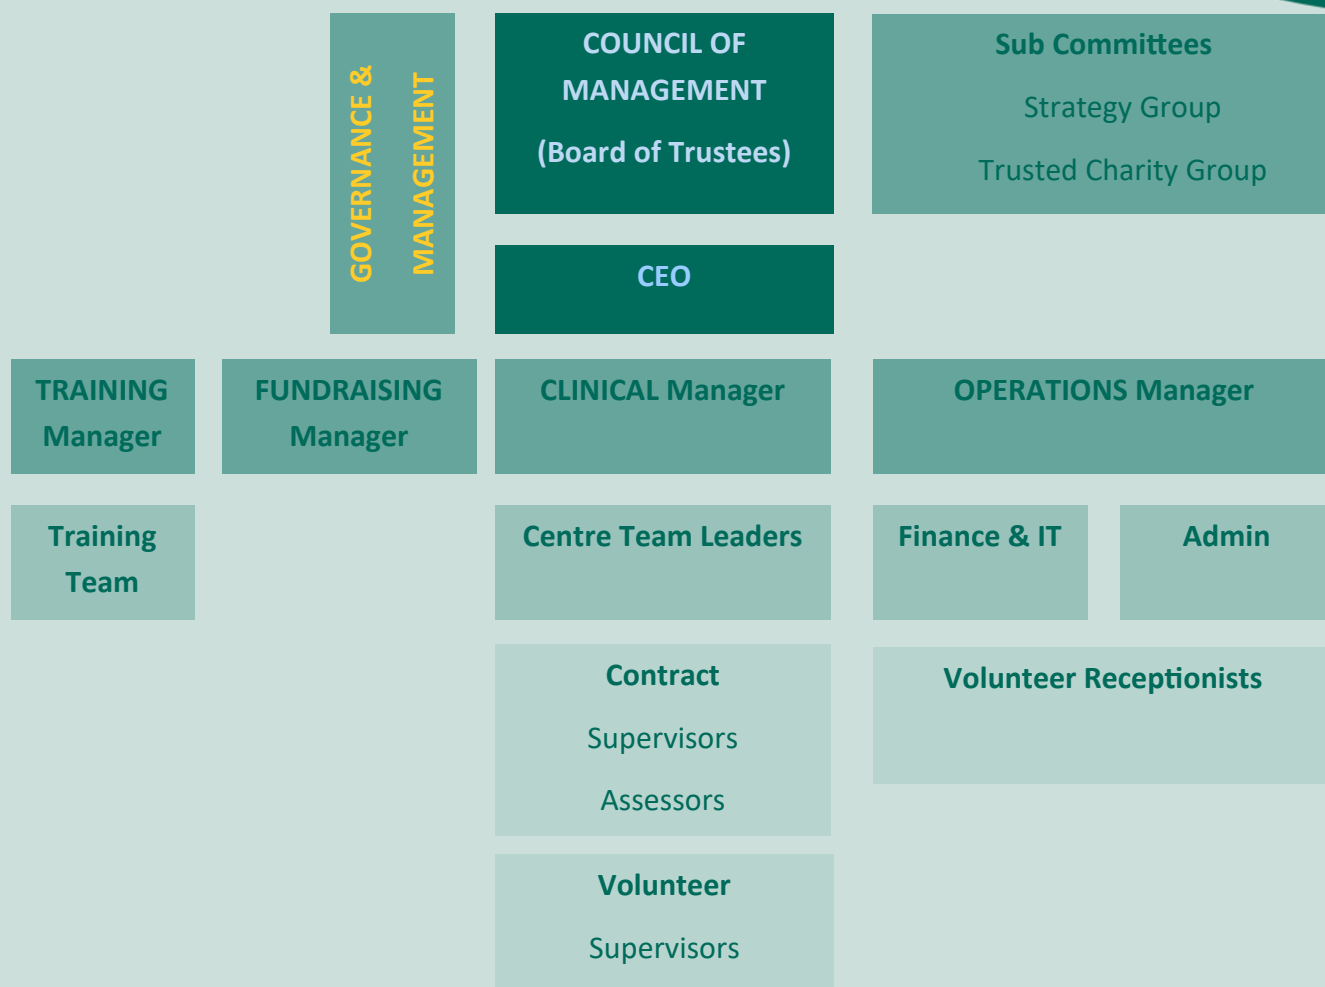 GOVERNANCE &
MANAGEMENT
COUNCIL OF
MANAGEMENT
(Board of Trustees)
Sub Committees
Strategy Group
Trusted Charity Group
CEO
TRAINING
Manager
FUNDRAISING
Manager
CLINICAL Manager
OPERATIONS Manager
Training
Team
Centre Team Leaders
Finance & IT
Admin
Contract
Supervisors
Assessors
Volunteer Receptionists
Volunteer
Supervisors